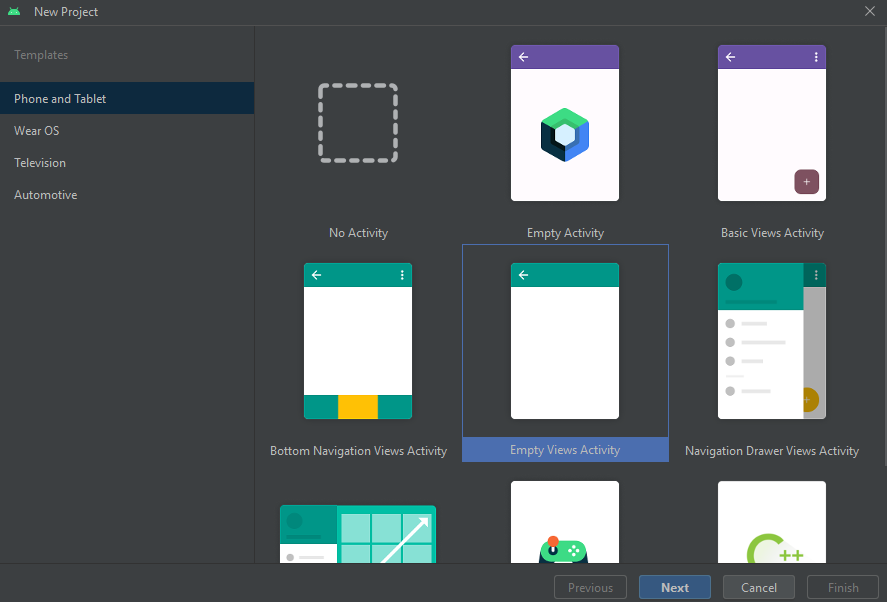 New Project
Templates
Phone and Tablet
Wear OS
Television
Automotive
No Activity
Empty Activity
Basic Views Activity
Bottom Navigation Views Activity
Empty Views Activity
Navigation Drawer Views Activity
++
Previous
Next
Cancel
Finish